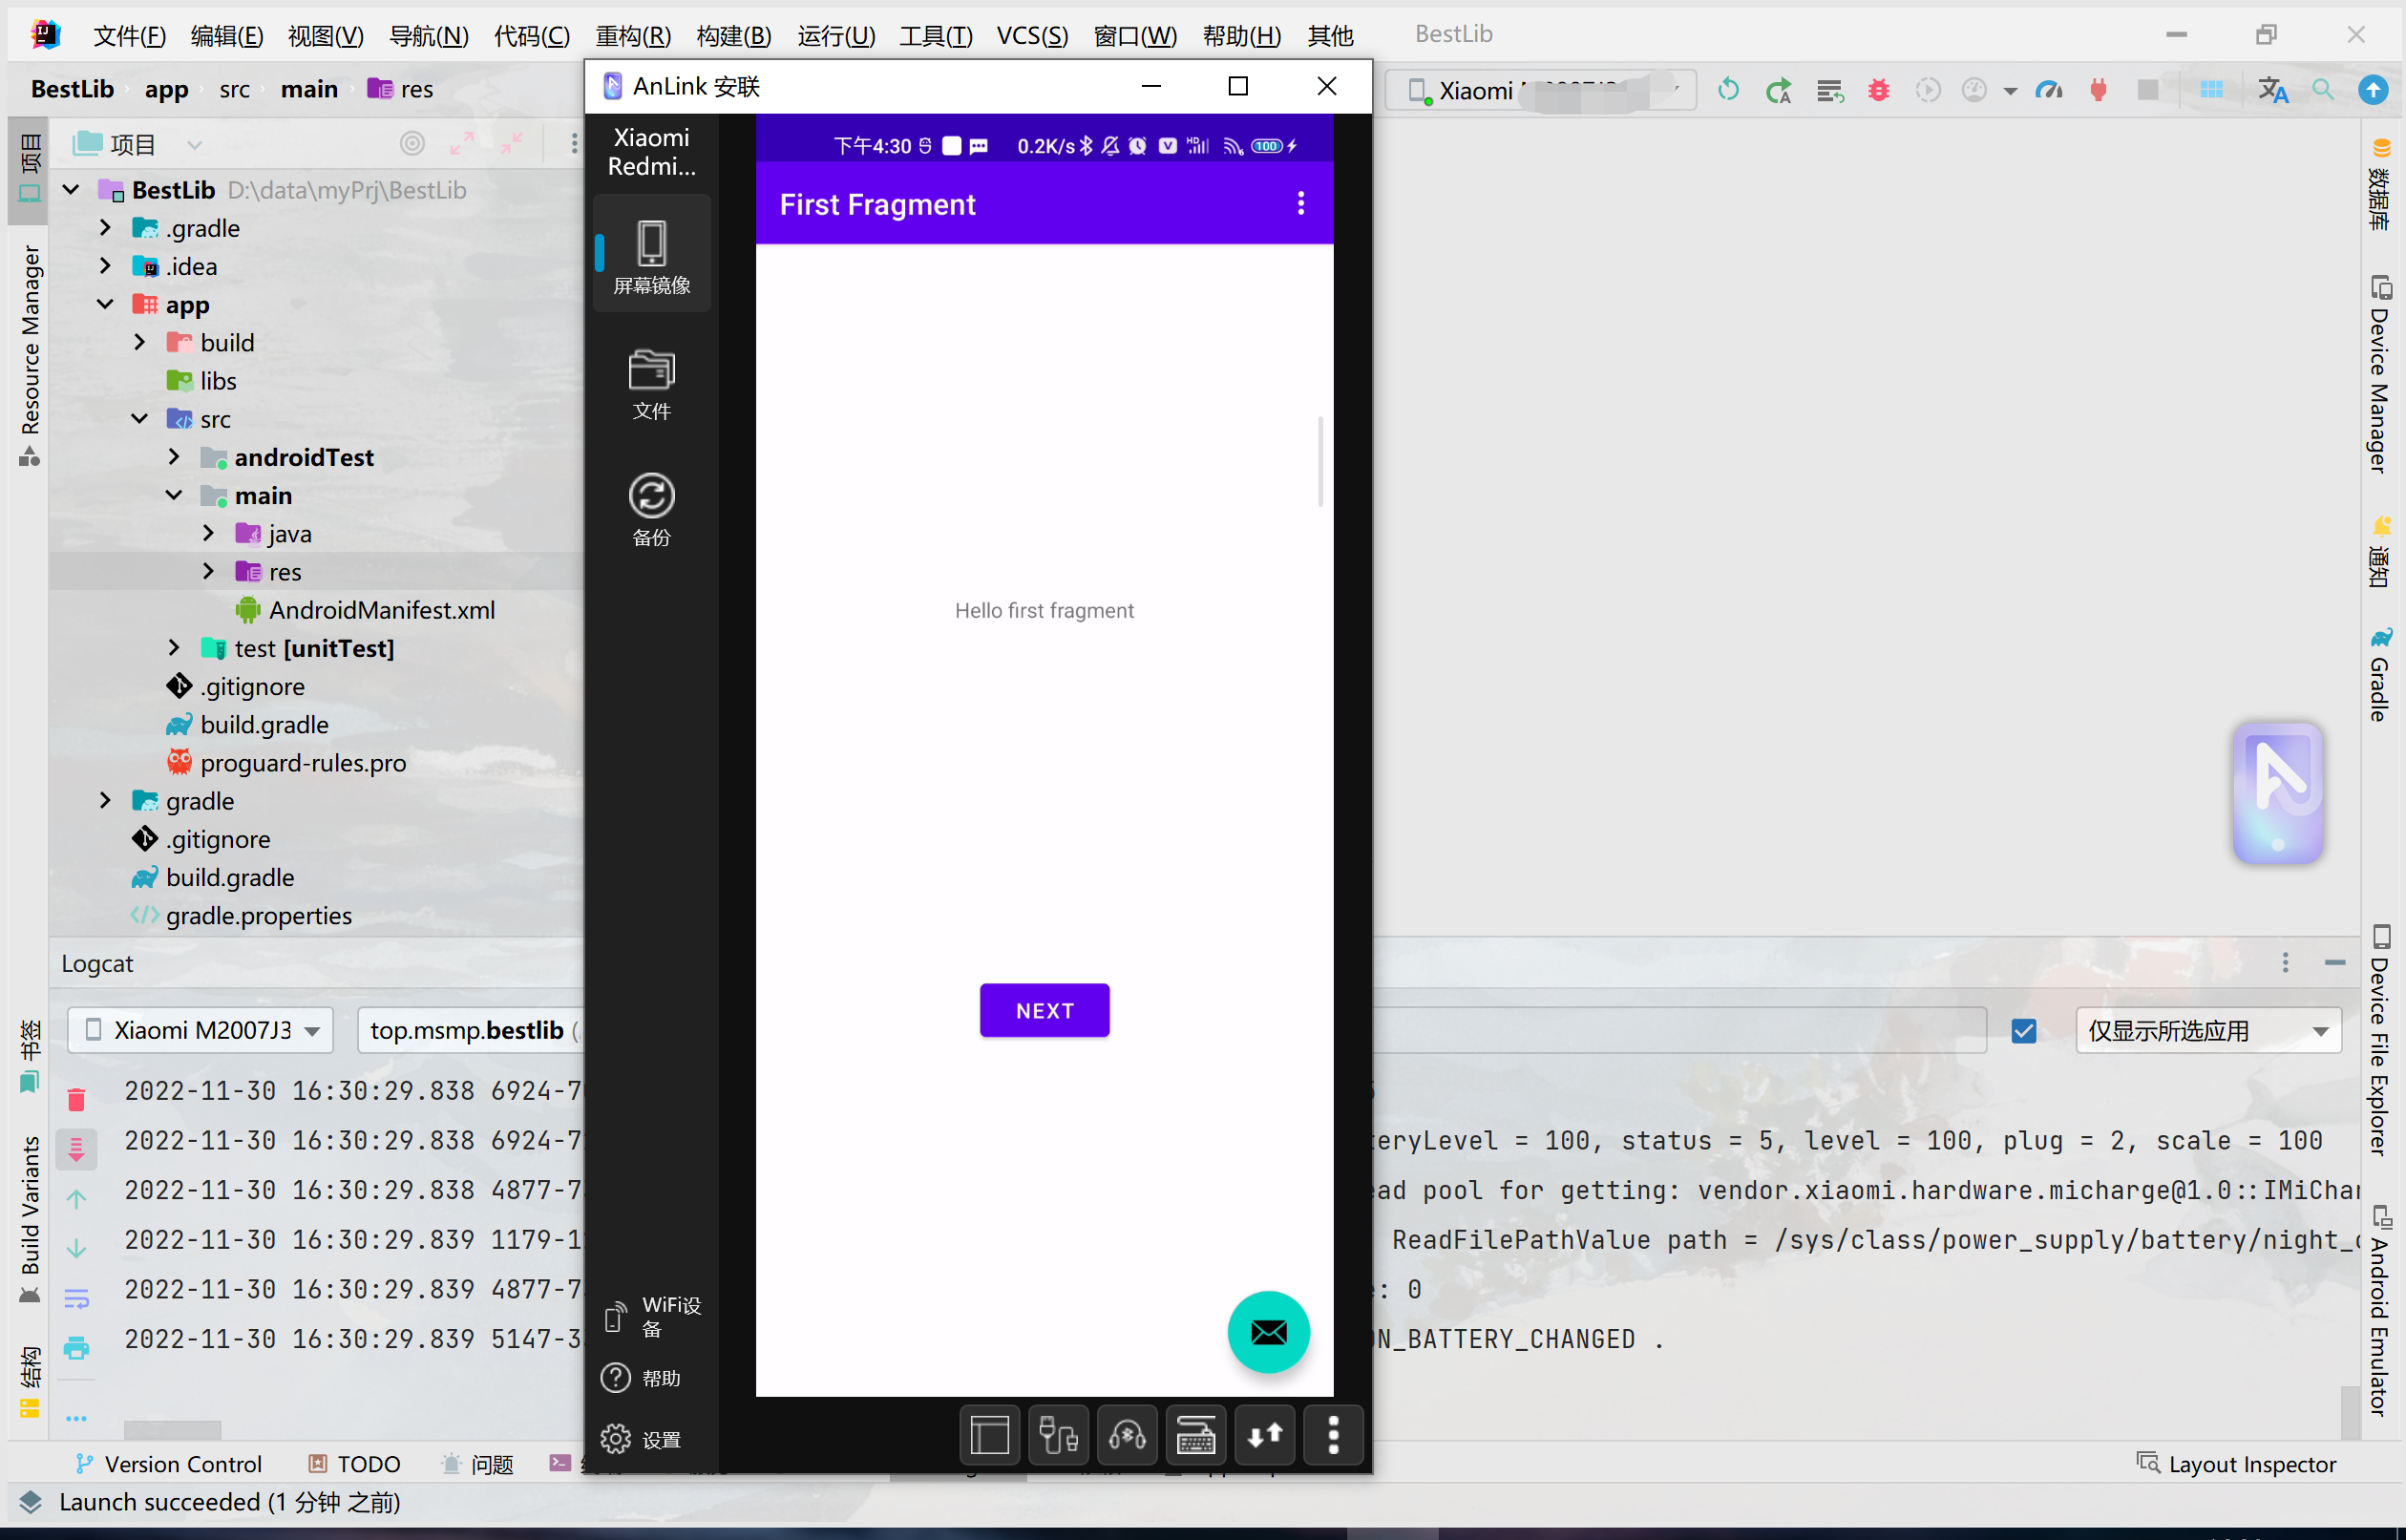 文件(F) 编辑(E) 视图(V) 导航(N) 代码(C) 重构(R) 构建(B) 运行(U) 工具(T) VCS(S) 窗口(W) 帮助(H) 其他 BestLib
BestLib app src main res
Xiaomi
项目
Resource Manager
书签
Build Variants
结构
项目
BestLib D:\data\myPrj\BestLib
.gradle
.idea
app
build
libs
src
androidTest
main
java
res
AndroidManifest.xml
test [unitTest]
.gitignore
build.gradle
proguard-rules.pro
gradle
.gitignore
build.gradle
gradle.properties
AnLink 安联
Xiaomi
Redmi...
屏幕镜像
文件
备份
WiFi设
备
帮助
设置
下午4:30 0.2K/s HD 100
First Fragment
Hello first fragment
NEXT
数据库
Device Manager
通知
Gradle
Device File Explorer
Android Emulator
Logcat
Xiaomi M2007J3 top.msmp.bestlib (. 仅显示所选应用
2022-11-30 16:30:29.838 6924-7
2022-11-30 16:30:29.838 6924-7 teryLevel = 100, status = 5, level = 100, plug = 2, scale = 100
2022-11-30 16:30:29.838 4877-7 ead pool for getting: vendor.xiaomi.hardware.micharge@1.0::IMiChar
2022-11-30 16:30:29.839 1179-1 ReadFilePathValue path = /sys/class/power_supply/battery/night_c
2022-11-30 16:30:29.839 4877-7 : 0
2022-11-30 16:30:29.839 5147-3 ON_BATTERY_CHANGED .
Version Control TODO 问题 Layout Inspector
Launch succeeded (1 分钟 之前)